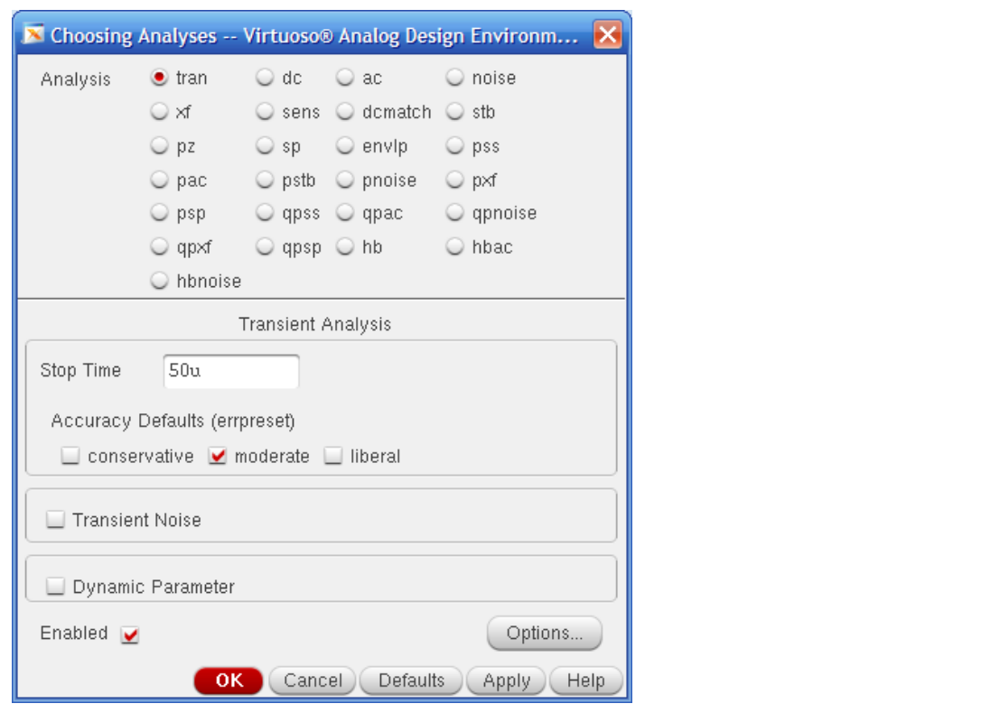 Choosing Analyses -- Virtuoso® Analog Design Environm...
Analysis tran dc ac noise
xf sens dcmatch stb
pz sp envlp pss
pac pstb pnoise pxf
psp qpss qpac qpnoise
qpxf qpsp hb hbac
hbnoise
Transient Analysis
Stop Time 50u
Accuracy Defaults (errpreset)
conservative moderate liberal
Transient Noise
Dynamic Parameter
Enabled Options...
OK Cancel Defaults Apply Help